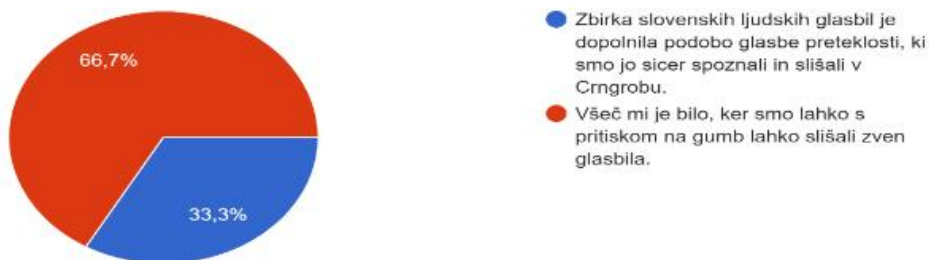 66,7%
33,3%
Zbirka slovenskih ljudskih glasbil je
dopolnila podobo glasbe preteklosti, ki
smo jo sicer spoznali in slišali v
Crngrobu.
Všeč mi je bilo, ker smo lahko s
pritiskom na gumb lahko slišali zven
glasbila.